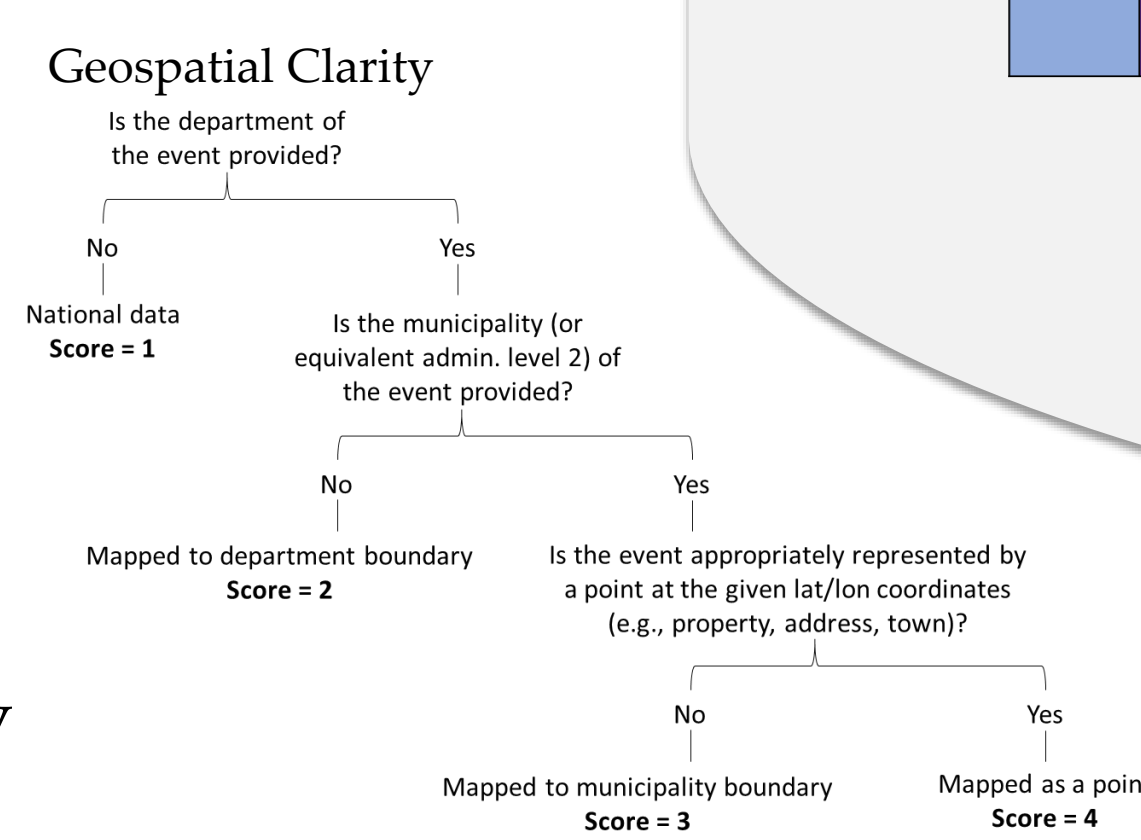 Geospatial Clarity
Is the department of
the event provided?
No
Yes
National data
Score = 1
Is the municipality (or
equivalent admin. level 2) of
the event provided?
No
Yes
Mapped to department boundary
Score = 2
Is the event appropriately represented by
a point at the given lat/lon coordinates
(e.g., property, address, town)?
No
Yes
Mapped to municipality boundary
Score = 3
Mapped as a poin
Score = 4